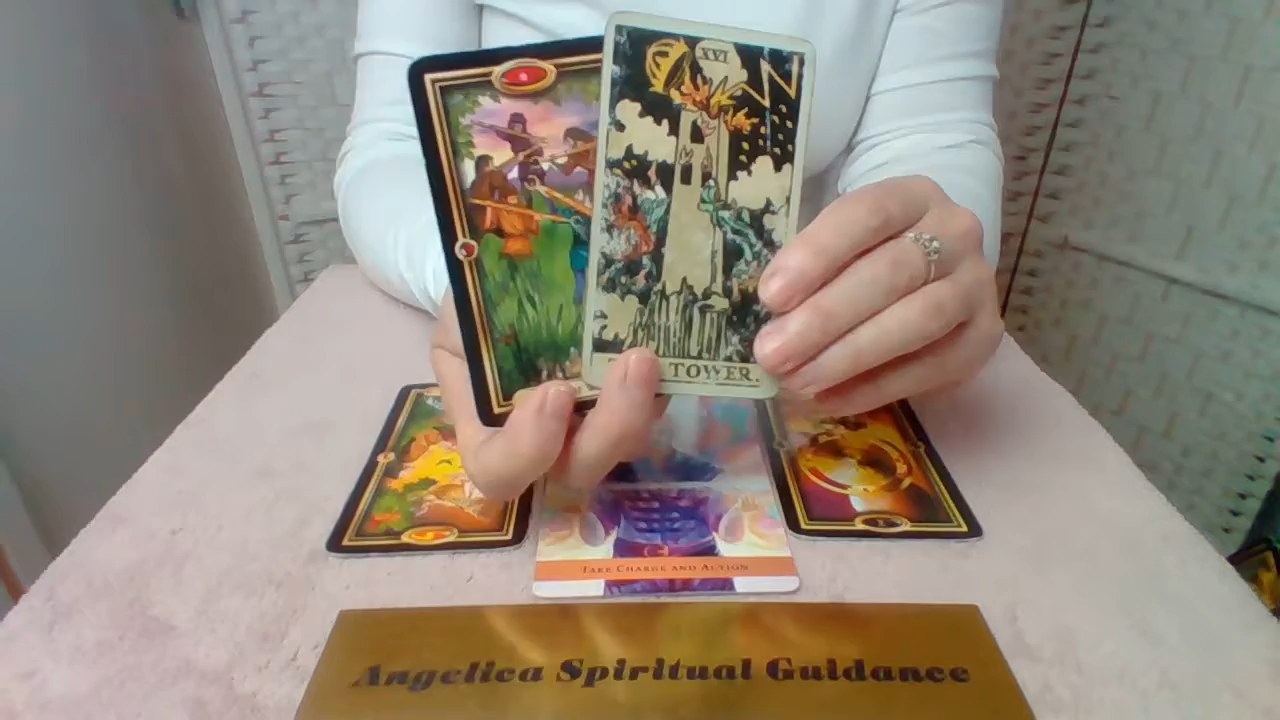 XVI
TOWER.
TAKE CHARGE AND ACTION
Angelica Spiritual Guidance